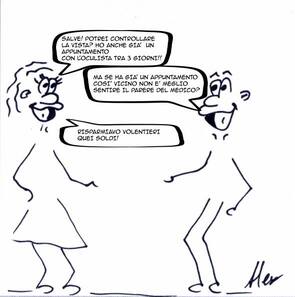 SALVE! POTREI CONTROLLARE
LA VISTA? HO ANCHE GIA' UN
APPUNTAMENTO
CON L'OCULISTA TRA 3 GIORNI!!
MA SE HA GIA' UN APPUNTAMENTO
COSI' VICINO NON E' MEGLIO
SENTIRE IL PARERE DEL MEDICO?
RISPARMIAVO VOLENTIERI
QUEI SOLDI!